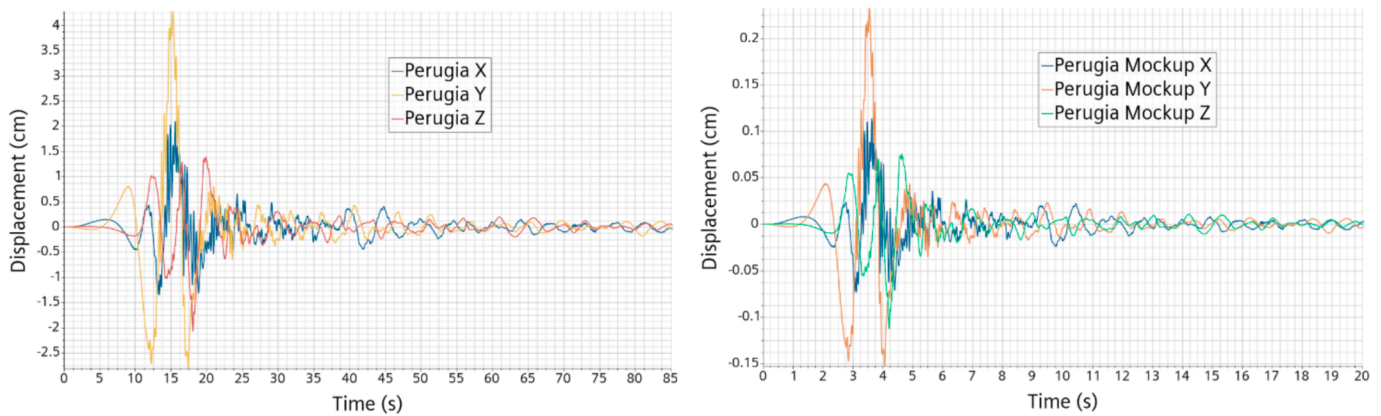 4
3.5
3
2.5
2
1.5
1
0.5
0
-0.5
-1
-1.5
-2
-2.5
Displacement (cm)
Perugia X
Perugia Y
Perugia Z
0 5 10 15 20 25 30 35 40 45 50 55 60 65 70 75 80 85
Time (s)
0.2
0.15
0.1
0.05
0
-0.05
-0.1
-0.15
Displacement (cm)
Perugia Mockup X
Perugia Mockup Y
Perugia Mockup Z
0 1 2 3 4 5 6 7 8 9 10 11 12 13 14 15 16 17 18 19 20
Time (s)